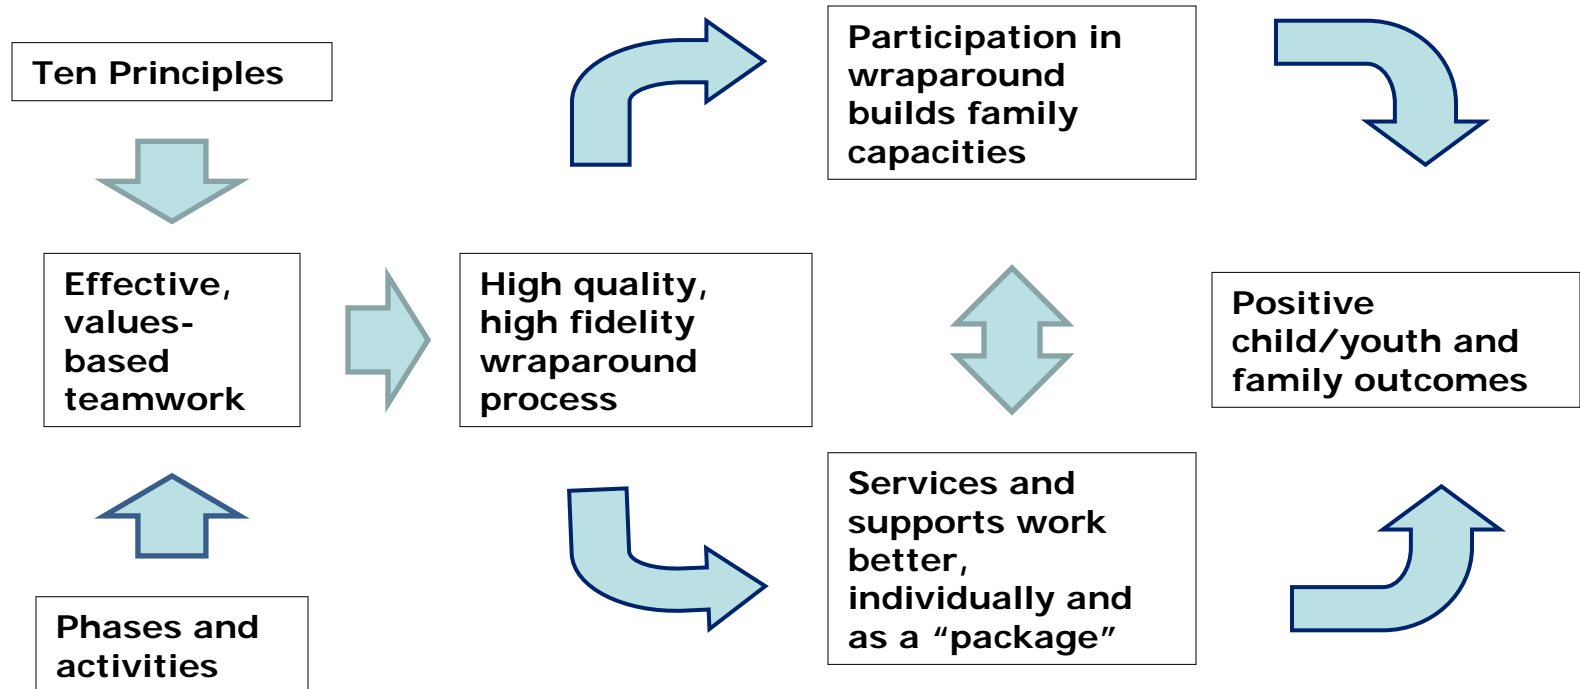 Ten Principles
Effective,
values-
based
teamwork
Phases and
activities
High quality,
high fidelity
wraparound
process
Participation in
wraparound
builds family
capacities
Services and
supports work
better,
individually and
as a “package”
Positive
child/youth and
family outcomes